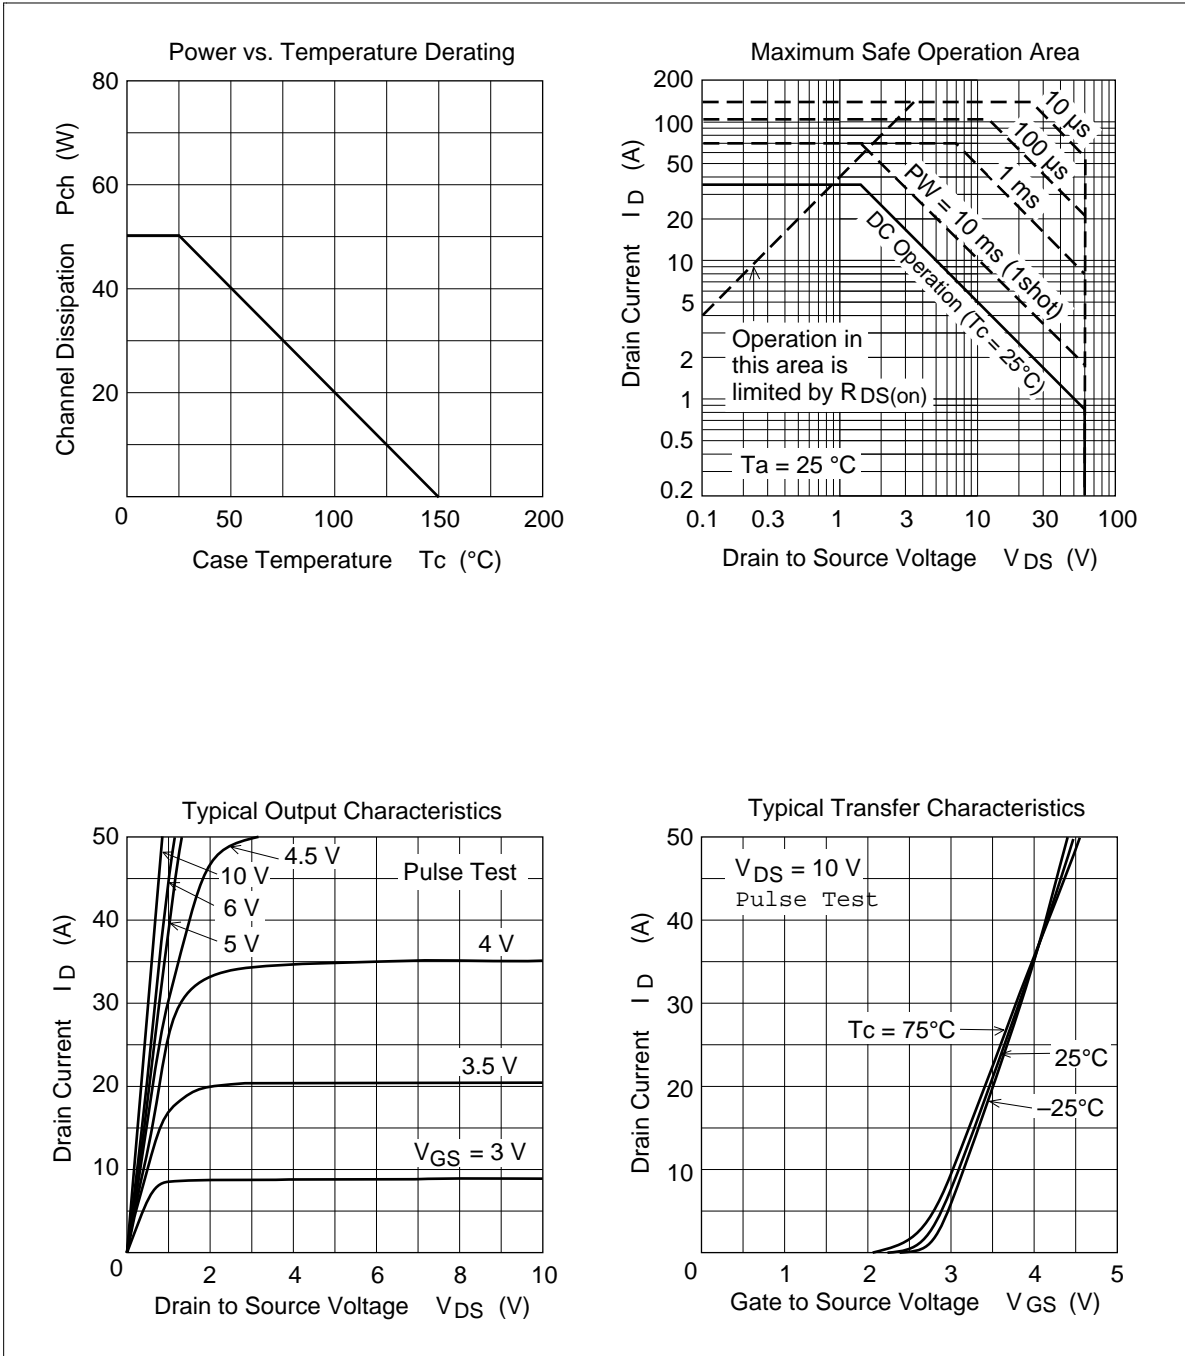 Power vs. Temperature Derating
80
60
40
20
0
50
100
150
200
Channel Dissipation Pch (W)
Case Temperature Tc (°C)
Maximum Safe Operation Area
200
100
50
20
10
5
2
1
0.5
0.2
0.1
0.3
1
3
10
30
100
Drain Current I D (A)
Drain to Source Voltage V DS (V)
10 µs
100 µs
1 ms
PW = 10 ms (1shot)
DC Operation (Tc = 25°C)
Operation in
this area is
limited by R DS(on)
Ta = 25 °C
Typical Output Characteristics
50
40
30
20
10
0
2
4
6
8
10
Drain Current I D (A)
Drain to Source Voltage V DS (V)
10 V
6 V
5 V
4.5 V
Pulse Test
4 V
3.5 V
V GS = 3 V
Typical Transfer Characteristics
50
40
30
20
10
0
1
2
3
4
5
Drain Current I D (A)
Gate to Source Voltage V GS (V)
V DS = 10 V
Pulse Test
Tc = 75°C
25°C
–25°C